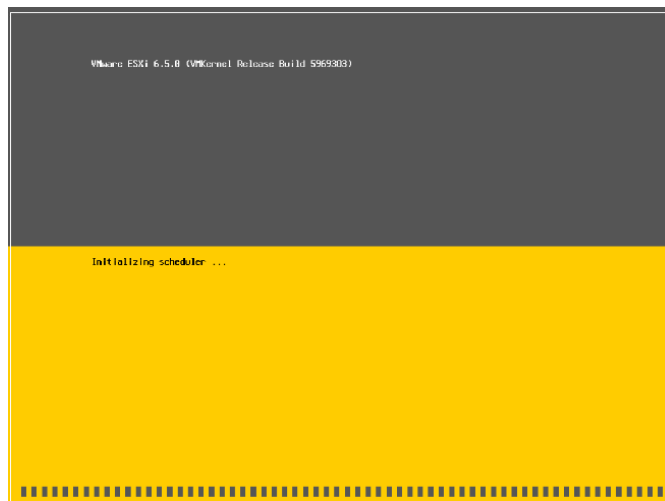 VMware ESXi 6.5.0 (VMKernel Release Build 5969303)
Initializing scheduler ...